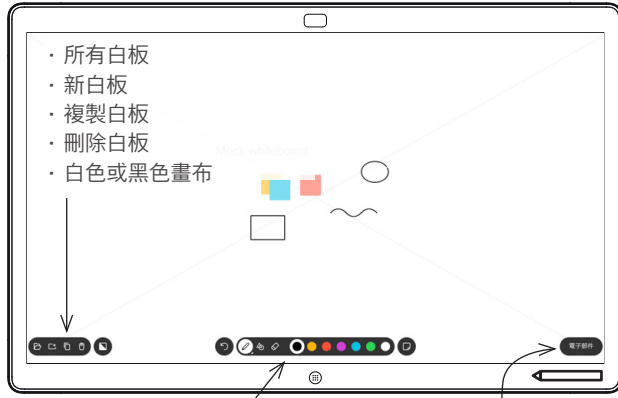 · 所有白板
· 新白板
· 複製白板
· 刪除白板
· 白色或黑色畫布
Mock whiteboard
電子郵件